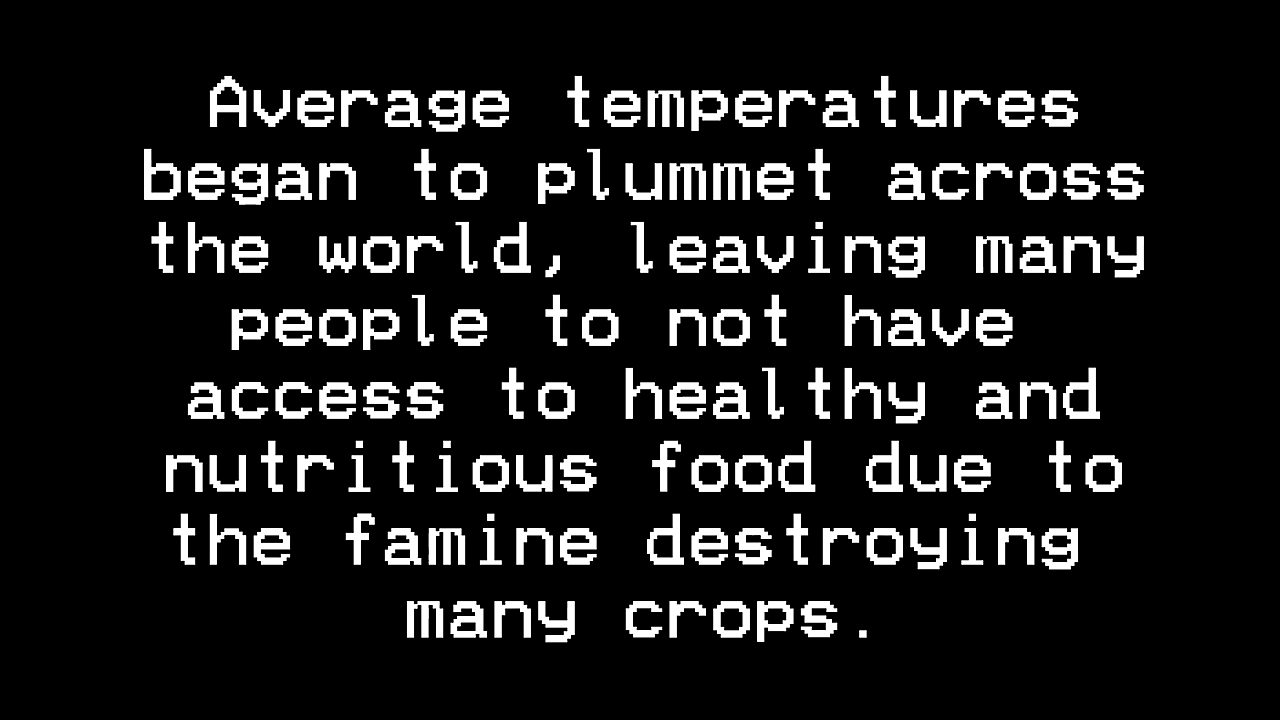 Average temperatures
began to plummet across
the world, leaving many
people to not have
access to healthy and
nutritious food due to
the famine destroying
many crops.